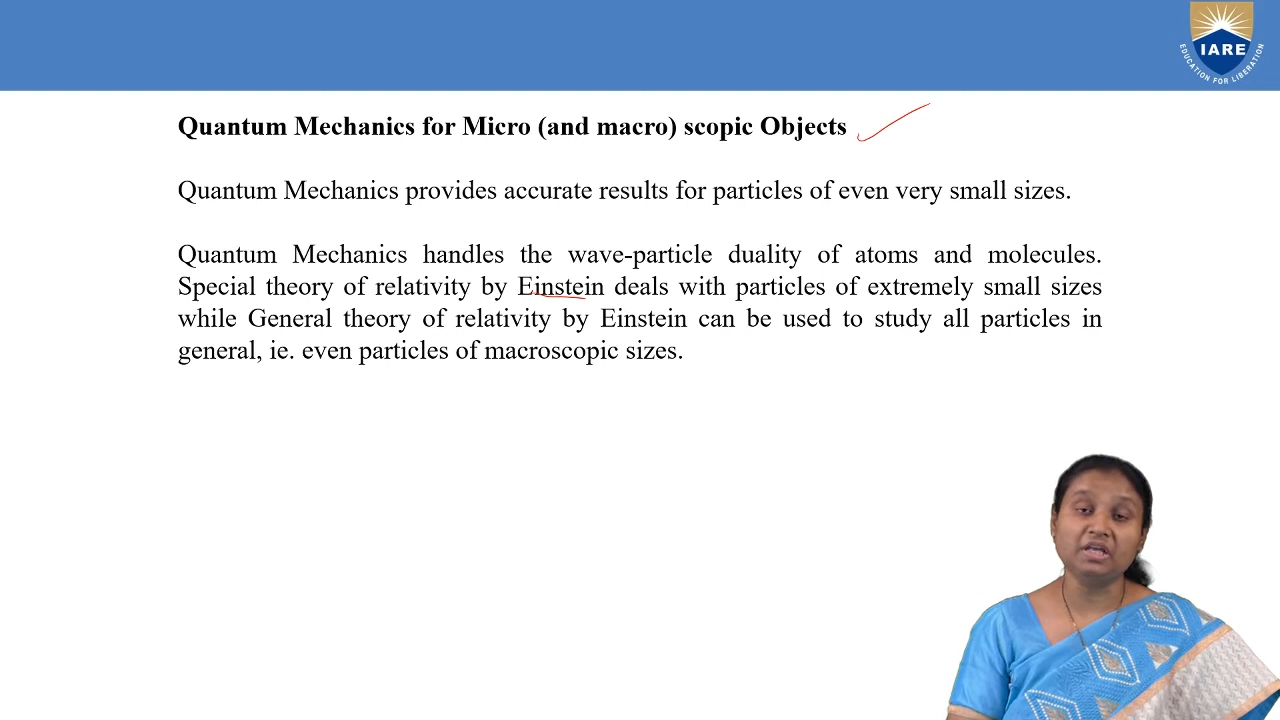 IARE
EDUCATION FOR LIBERATION
Quantum Mechanics for Micro (and macro) scopic Objects
Quantum Mechanics provides accurate results for particles of even very small sizes.
Quantum Mechanics handles the wave-particle duality of atoms and molecules.
Special theory of relativity by Einstein deals with particles of extremely small sizes
while General theory of relativity by Einstein can be used to study all particles in
general, ie. even particles of macroscopic sizes.